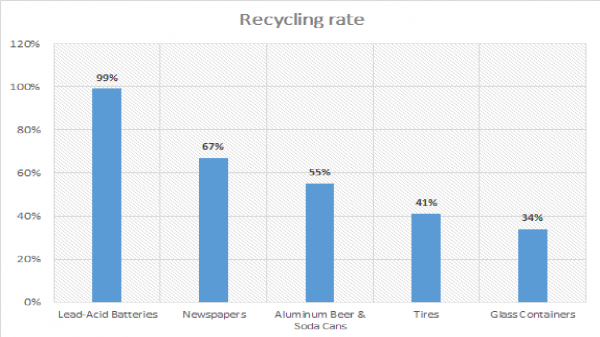 Recycling rate
120%
100%
80%
60%
40%
20%
0%
99%
67%
55%
41%
34%
Lead-Acid Batteries
Newspapers
Aluminum Beer &
Soda Cans
Tires
Glass Containers